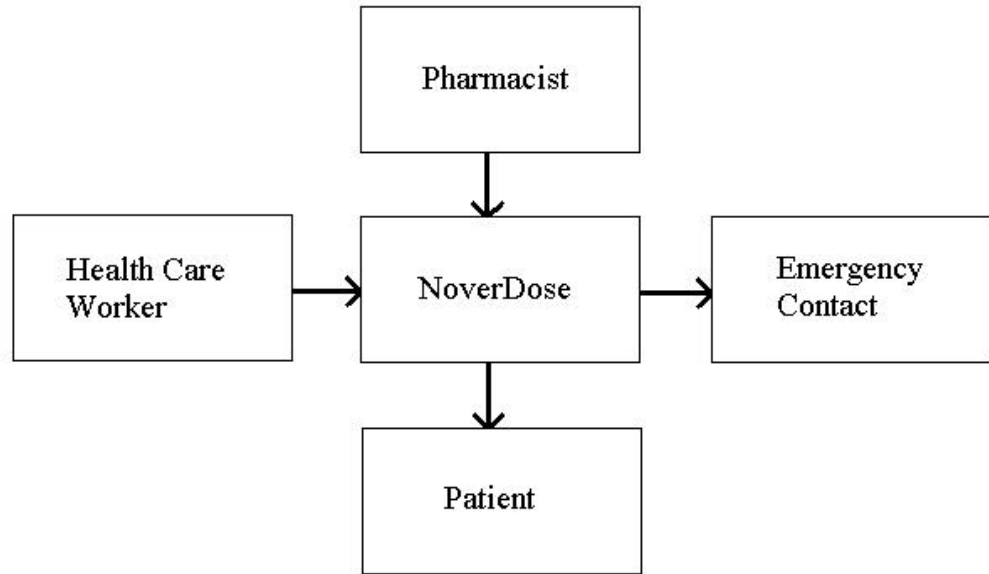 Pharmacist
Health Care
Worker
NoverDose
Emergency
Contact
Patient